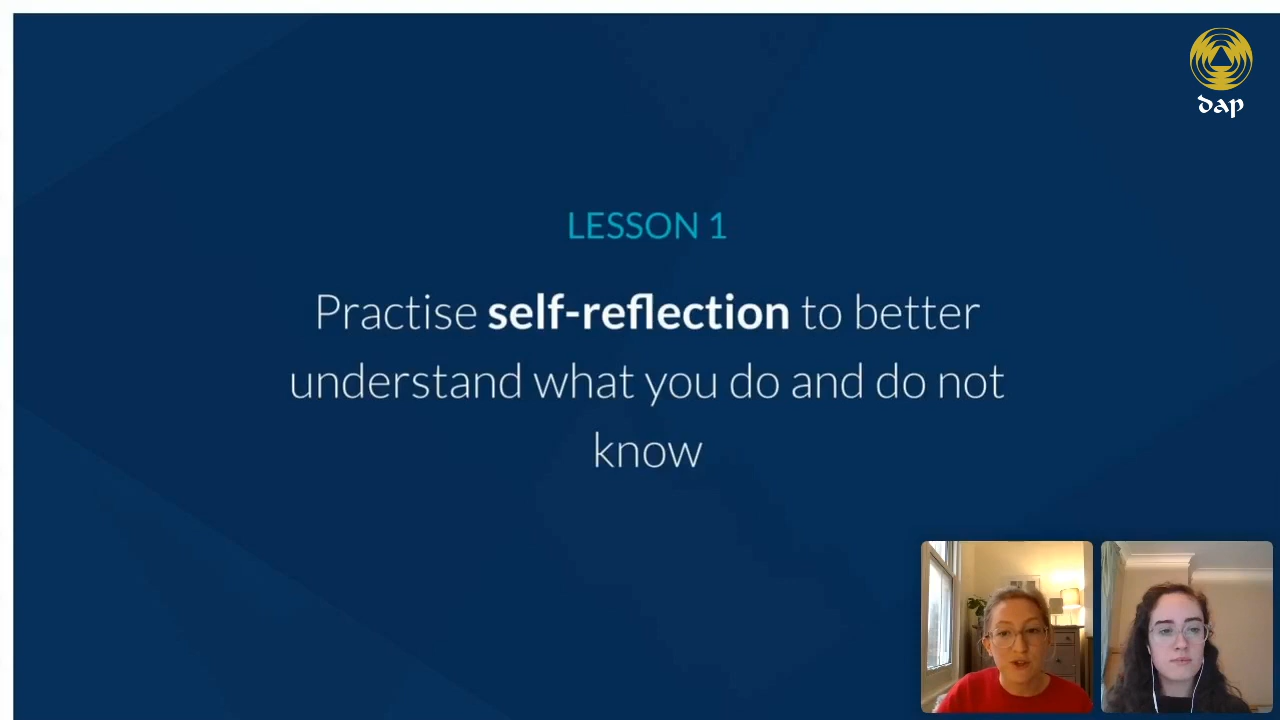 dap
LESSON 1
Practise self-reflection to better
understand what you do and do not
know